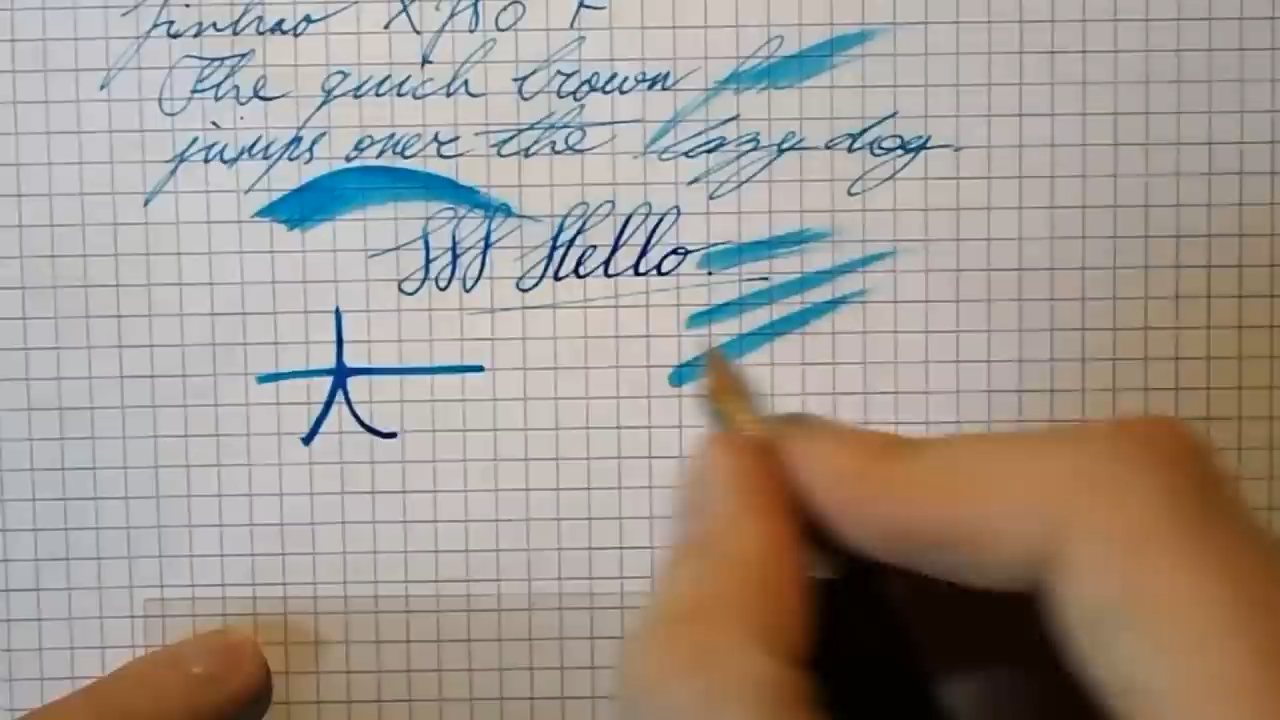 Jinhao X750 F
The quick brown fox
jumps over the lazy dog.
SSS Hello
大